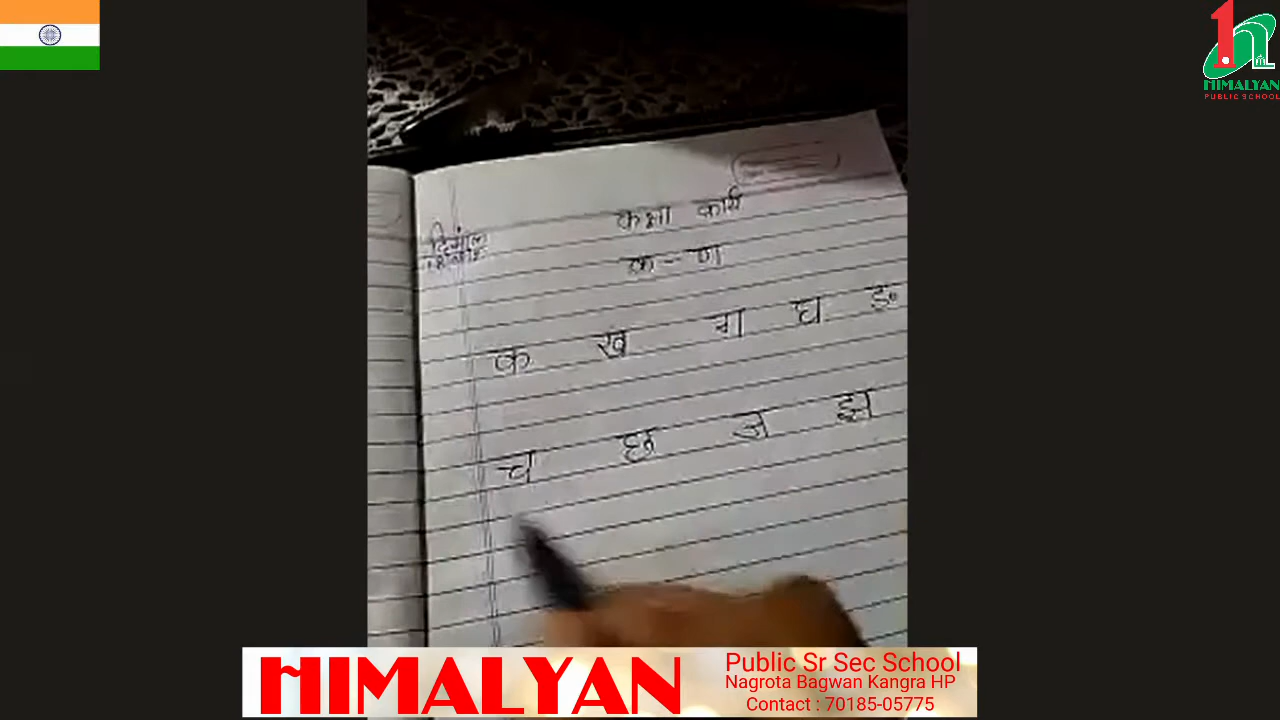 HIMALYAN
PUBLIC SCHOOL
कक्षा कार्य
दिनांक
क - ण
क ख ग घ ङ
च छ ज झ
HIMALYAN
Public Sr Sec School
Nagrota Bagwan Kangra HP
Contact : 70185-05775